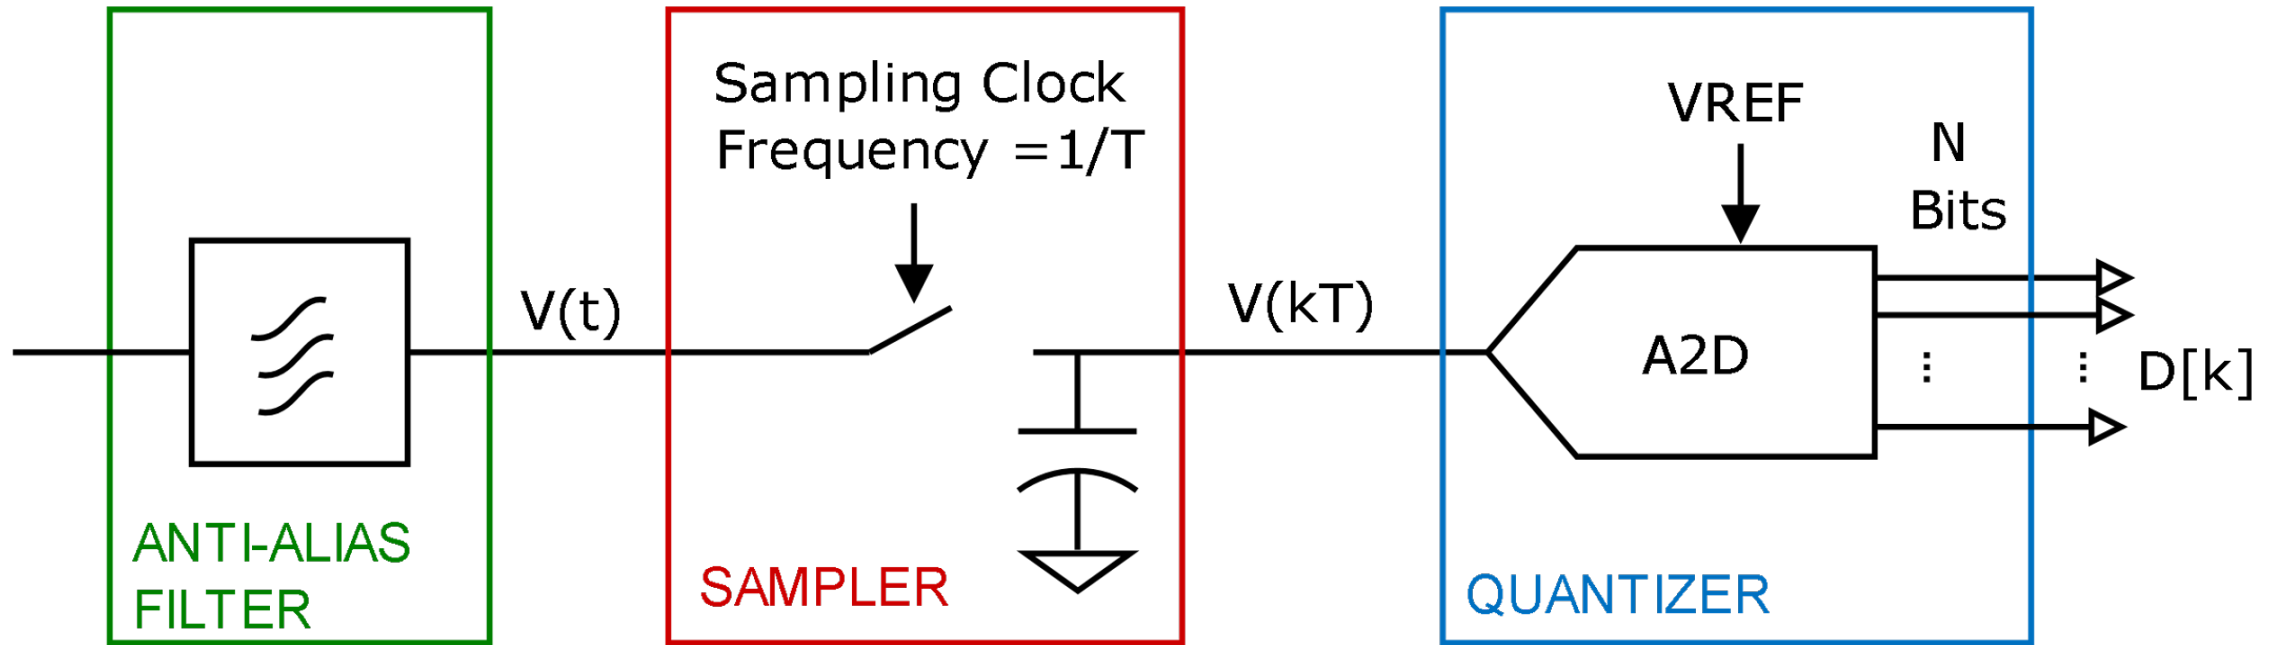 ANTI-ALIAS
FILTER
V(t)
Sampling Clock
Frequency =1/T
SAMPLER
V(kT)
VREF
N
Bits
A2D
⋮
⋮
D[k]
QUANTIZER